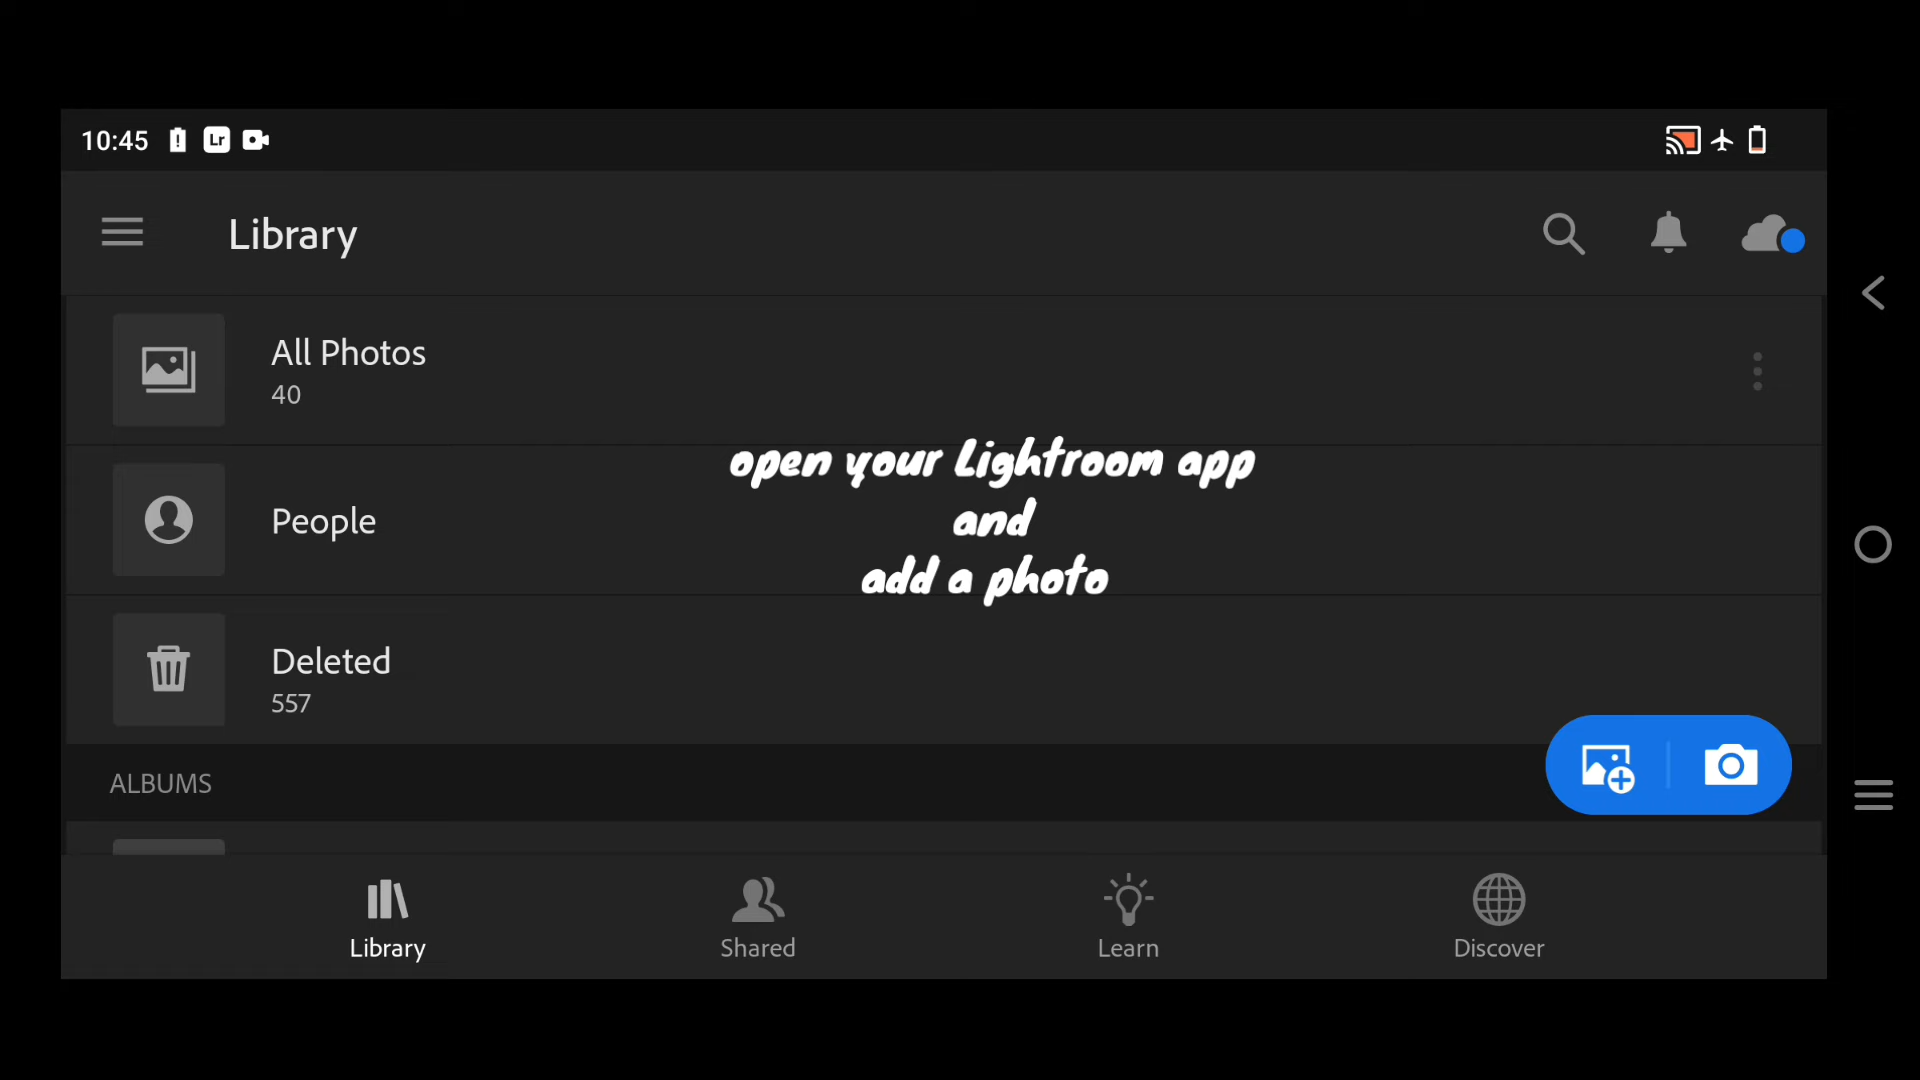 10:45
Lr
Library
All Photos
40
open your Lightroom app
and
add a photo
People
Deleted
557
ALBUMS
Library
Shared
Learn
Discover